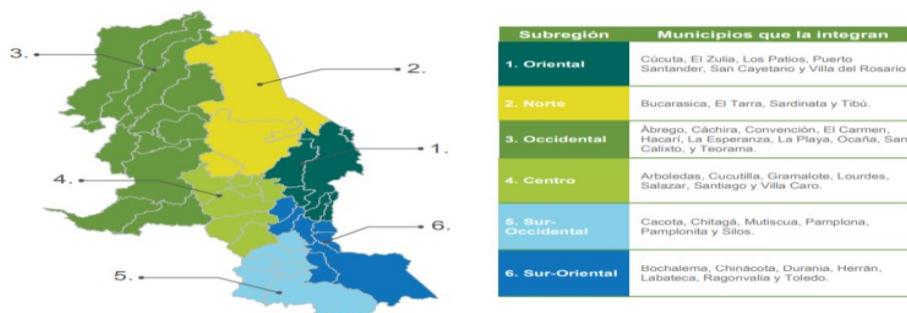 3.
2.
1.
4.
6.
5.
Subregión Municipios que la integran
1. Oriental
Cúcuta, El Zulia, Los Patios, Puerto
Santander, San Cayetano y Villa del Rosario
2. Norte
Bucarasica, El Tarra, Sardinata y Tibú.
3. Occidental
Ábrego, Cáchira, Convención, El Carmen,
Hacarí, La Esperanza, La Playa, Ocaña, San
Calixto, y Teorama.
4. Centro
Arboledas, Cucutilla, Gramalote, Lourdes,
Salazar, Santiago y Villa Caro.
5. Sur-
Occidental
Cacota, Chitagá, Mutiscua, Pamplona,
Pamplonita y Silos.
6. Sur-Oriental
Bochalema, Chinácota, Durania, Herrán,
Labateca, Ragonvalia y Toledo.